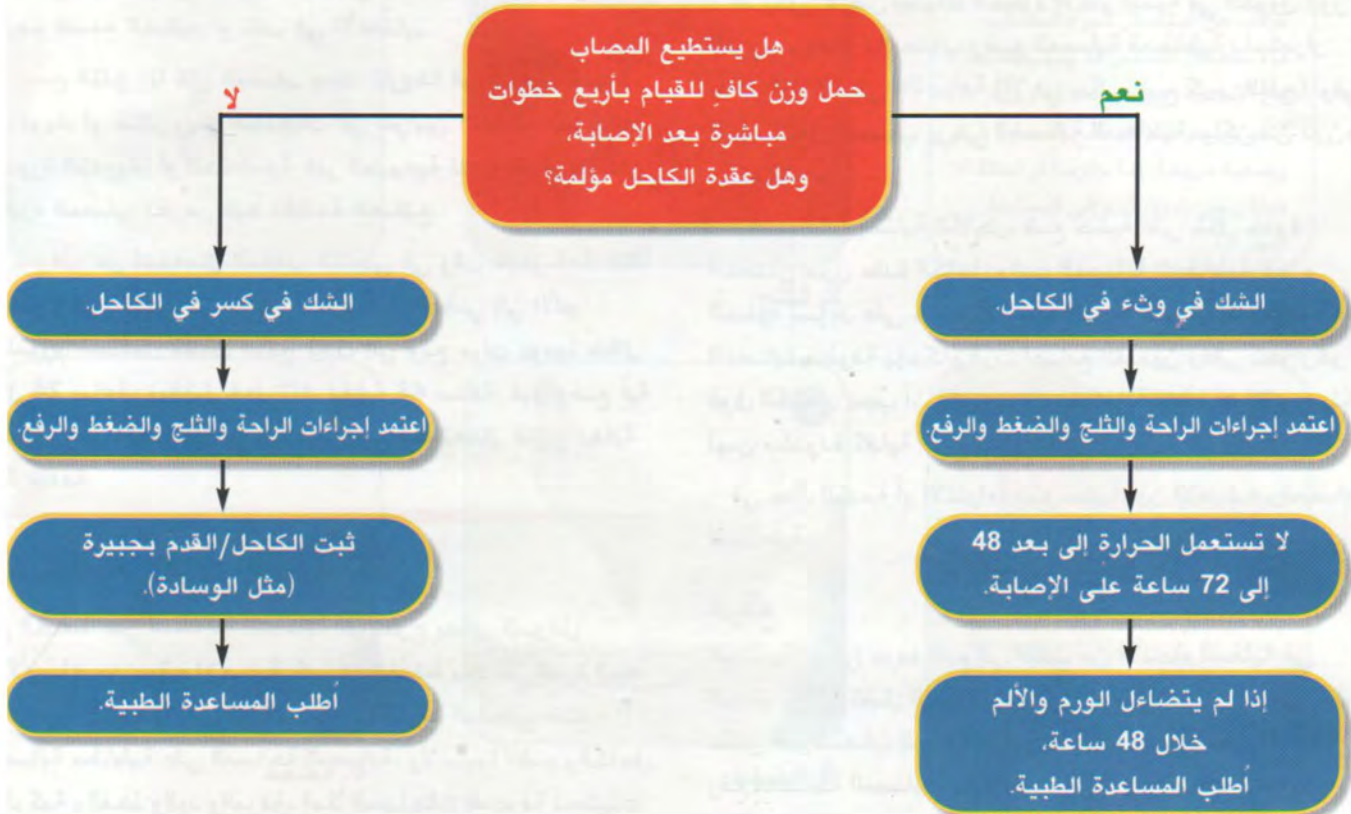 هل يستطيع المصاب
حمل وزن كافٍ للقيام بأربع خطوات
مباشرة بعد الإصابة،
وهل عقدة الكاحل مؤلمة؟
نعم
الشك في وثء في الكاحل.
اعتمد إجراءات الراحة والثلج والضغط والرفع.
لا تستعمل الحرارة إلى بعد 48
إلى 72 ساعة على الإصابة.
إذا لم يتضاءل الورم والألم
خلال 48 ساعة،
أطلب المساعدة الطبية.
لا
الشك في كسر في الكاحل.
اعتمد إجراءات الراحة والثلج والضغط والرفع.
ثبت الكاحل/القدم بجبيرة
(مثل الوسادة).
أطلب المساعدة الطبية.